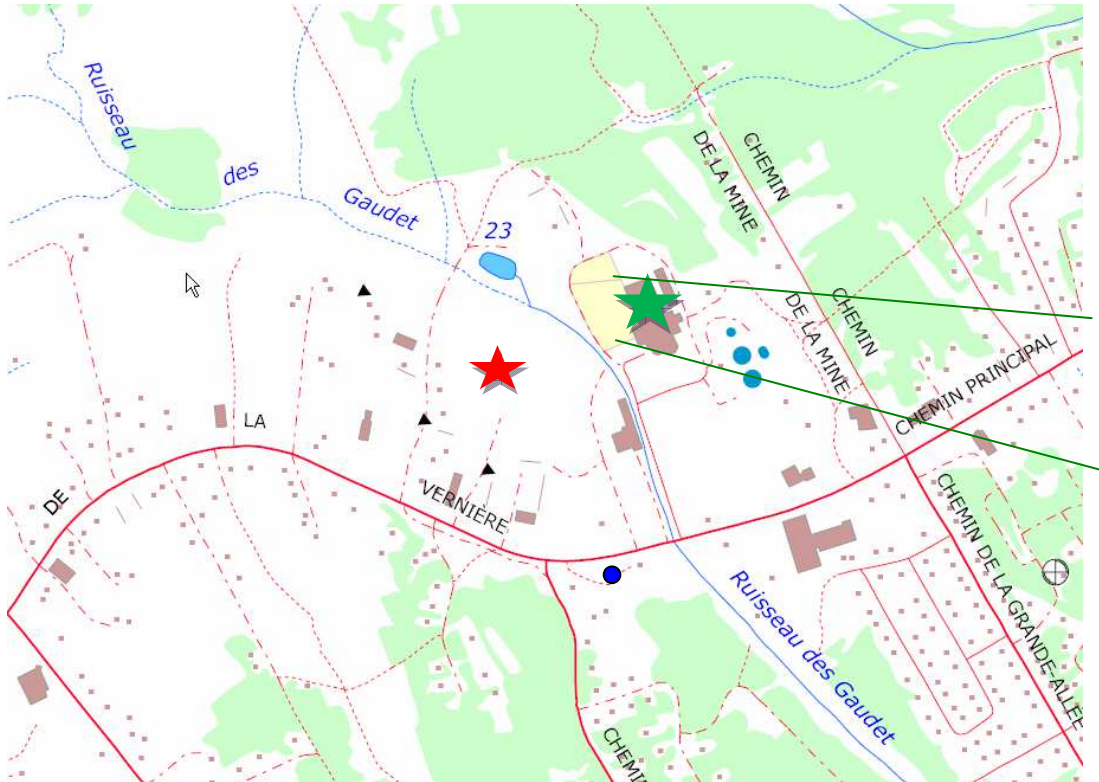 Ruisseau
des
Gaudet
23
CHEMIN
DE LA MINE
CHEMIN
DE LA MINE
CHEMIN PRINCIPAL
LA
DE
VERNIÈRE
CHEMIN DE LA GRANDE-ALLÉE
Ruisseau des Gaudet
CHEMIN